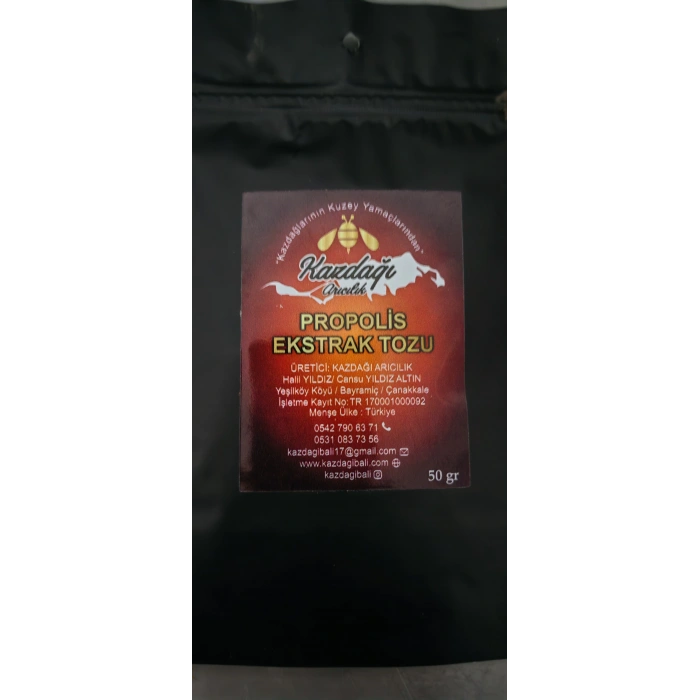 "Kazdağlarının Kuzey Yamaçlarından"
Kazdağı
Arıcılık
PROPOLİS
EKSTRAK TOZU
ÜRETİCİ: KAZDAĞI ARICILIK
Halil YILDIZ/ Cansu YILDIZ ALTIN
Yeşilköy Köyü / Bayramiç / Çanakkale
İşletme Kayıt No: TR 170001000092
Menşe Ülke : Türkiye
0542 790 63 71
0531 083 73 56
kazdagibali17@gmail.com
www.kazdagibali.com
kazdagibali
50 gr